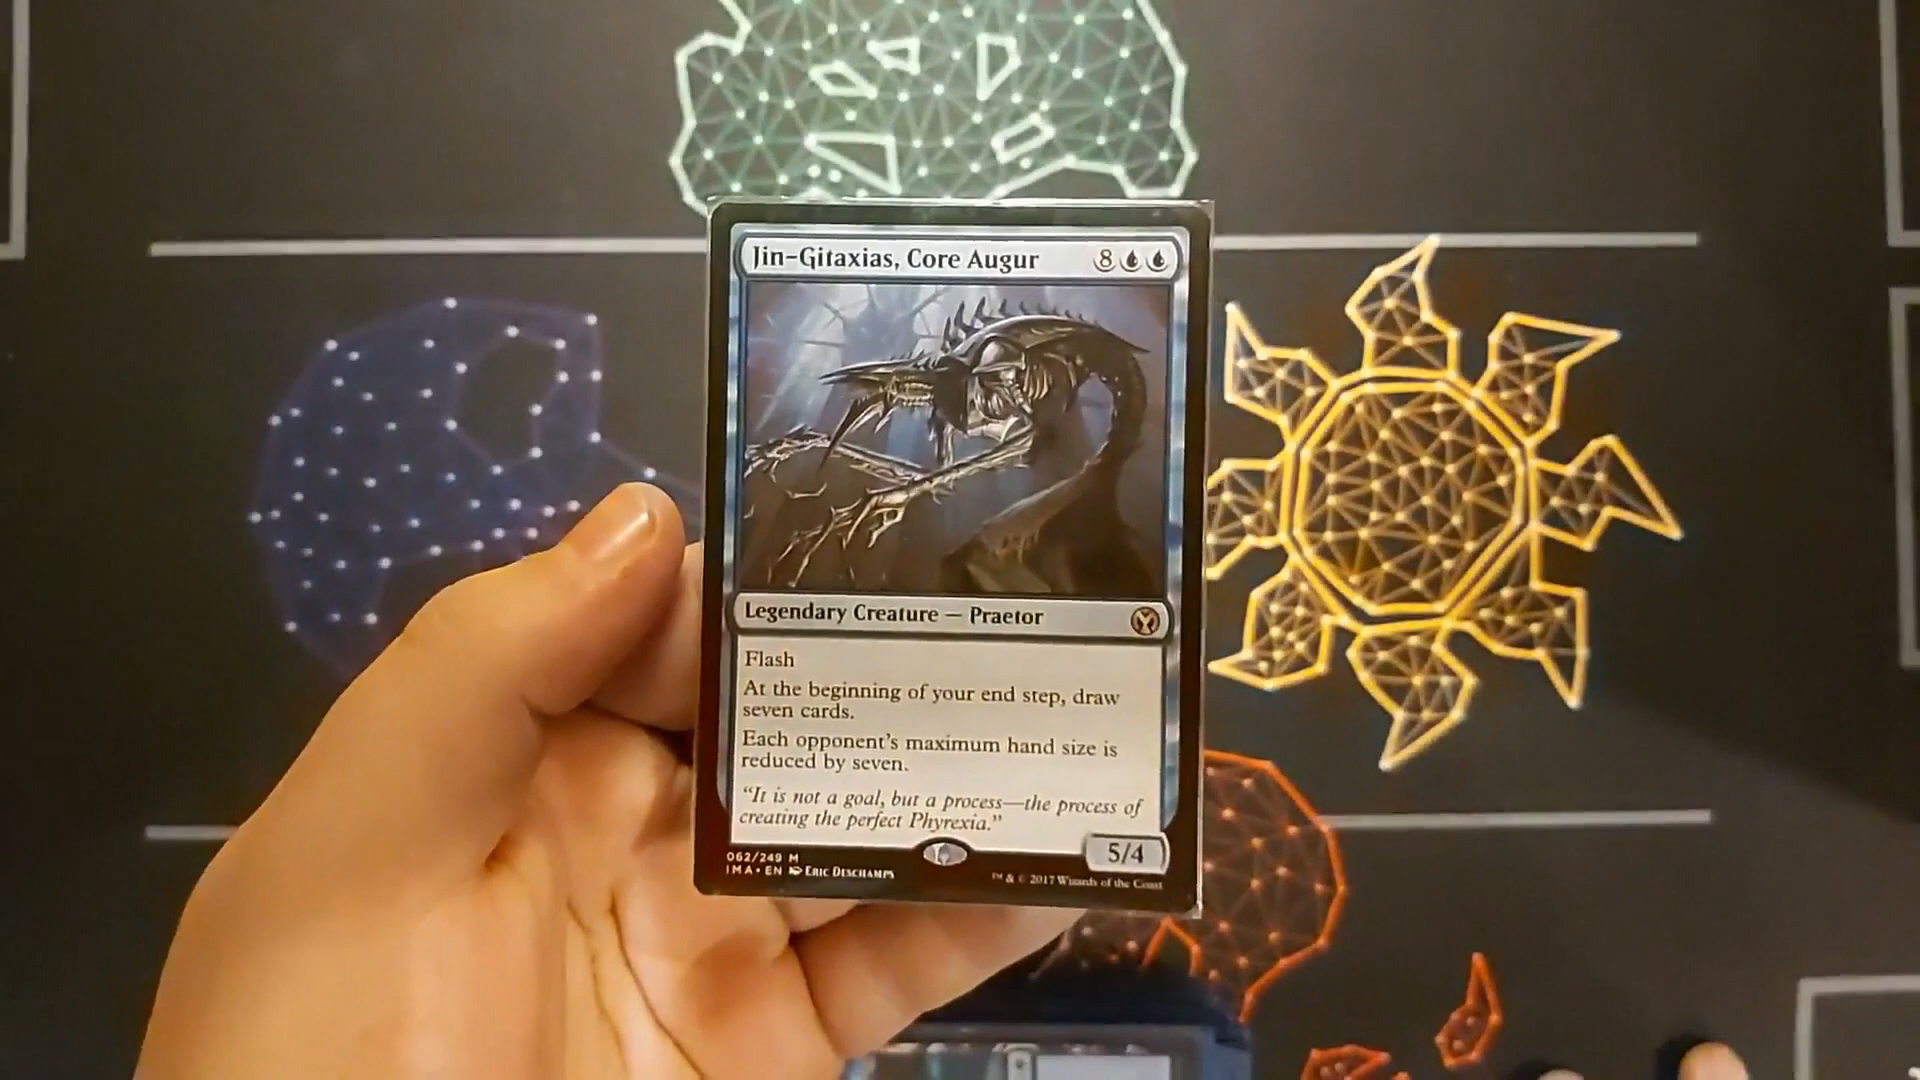 Jin-Gitaxias, Core Augur 8
Legendary Creature — Praetor
Flash
At the beginning of your end step, draw
seven cards.
Each opponent's maximum hand size is
reduced by seven.
“It is not a goal, but a process—the process of
creating the perfect Phyrexia.”
5/4
062/249 M
IMA • EN Eric Deschamps
™ & © 2017 Wizards of the Coast